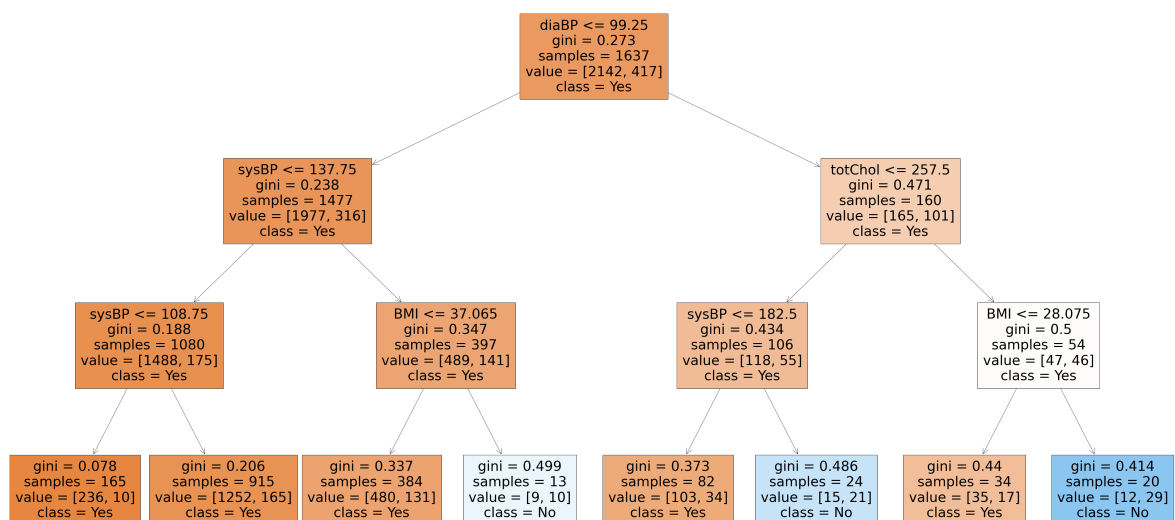 diaBP <= 99.25
gini = 0.273
samples = 1637
value = [2142, 417]
class = Yes
sysBP <= 137.75
gini = 0.238
samples = 1477
value = [1977, 316]
class = Yes
totChol <= 257.5
gini = 0.471
samples = 160
value = [165, 101]
class = Yes
sysBP <= 108.75
gini = 0.188
samples = 1080
value = [1488, 175]
class = Yes
BMI <= 37.065
gini = 0.347
samples = 397
value = [489, 141]
class = Yes
sysBP <= 182.5
gini = 0.434
samples = 106
value = [118, 55]
class = Yes
BMI <= 28.075
gini = 0.5
samples = 54
value = [47, 46]
class = Yes
gini = 0.078
samples = 165
value = [236, 10]
class = Yes
gini = 0.206
samples = 915
value = [1252, 165]
class = Yes
gini = 0.337
samples = 384
value = [480, 131]
class = Yes
gini = 0.499
samples = 13
value = [9, 10]
class = No
gini = 0.373
samples = 82
value = [103, 34]
class = Yes
gini = 0.486
samples = 24
value = [15, 21]
class = No
gini = 0.44
samples = 34
value = [35, 17]
class = Yes
gini = 0.414
samples = 20
value = [12, 29]
class = No